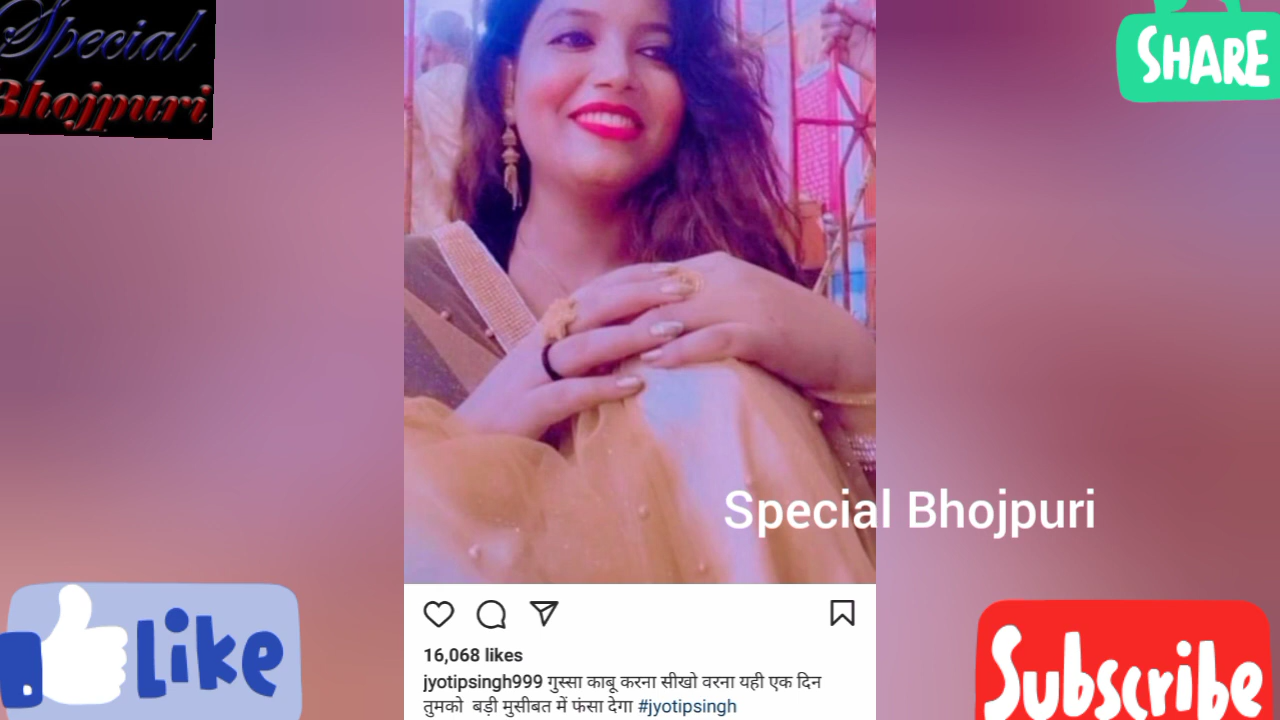 Special
Bhojpuri
SHARE
Special Bhojpuri
16,068 likes
jyotipsingh999 गुस्सा काबू करना सीखो वरना यही एक दिन
तुमको बड़ी मुसीबत में फंसा देगा #jyotipsingh
Like
Subscribe